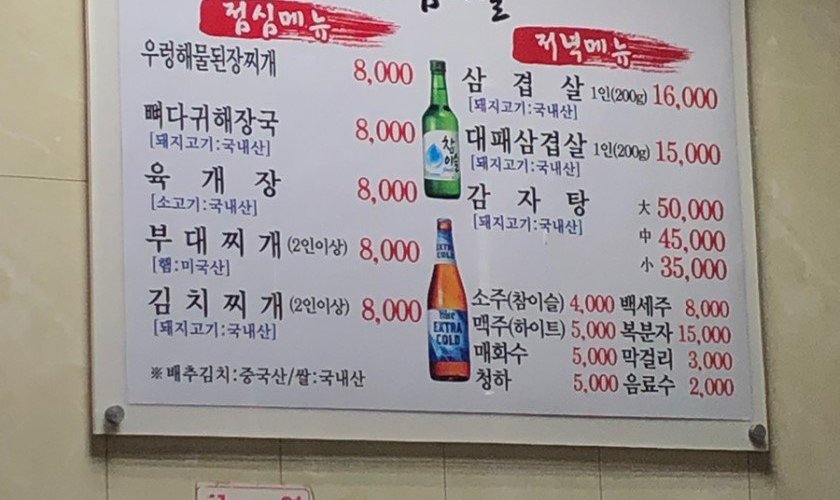 점심메뉴
우렁해물된장찌개 8,000
뼈다귀해장국 8,000
[돼지고기:국내산]
육개장 8,000
[소고기:국내산]
부대찌개(2인이상) 8,000
[햄:미국산]
김치찌개(2인이상) 8,000
[돼지고기:국내산]
※배추김치:중국산/쌀:국내산
참이슬
EXTRA COLD
EXTRA
COLD
저녁메뉴
삼겹살 1인(200g) 16,000
[돼지고기:국내산]
대패삼겹살 1인(200g) 15,000
[돼지고기:국내산]
감자탕 大 50,000
[돼지고기:국내산]
中 45,000
小 35,000
소주(참이슬) 4,000 백세주 8,000
맥주(하이트) 5,000 복분자 15,000
매화수 5,000 막걸리 3,000
청하 5,000 음료수 2,000